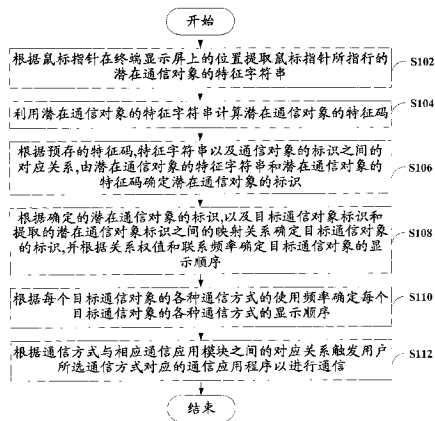 开始
根据鼠标指针在终端显示屏上的位置提取鼠标指针所指行的
潜在通信对象的特征字符串
S102
利用潜在通信对象的特征字符串计算潜在通信对象的特征码
S104
根据预存的特征码,特征字符串以及通信对象的标识之间的
对应关系,由潜在通信对象的特征字符串和潜在通信对象的
特征码确定潜在通信对象的标识
S106
根据确定的潜在通信对象的标识,以及目标通信对象标识和
提取的潜在通信对象标识之间的映射关系确定目标通信对象
的标识,并根据关系权值和联系频率确定目标通信对象的显
示顺序
S108
根据每个目标通信对象的各种通信方式的使用频率确定每个
目标通信对象的各种通信方式的显示顺序
S110
根据通信方式与相应通信应用模块之间的对应关系触发用户
所选通信方式对应的通信应用程序以进行通信
S112
结束